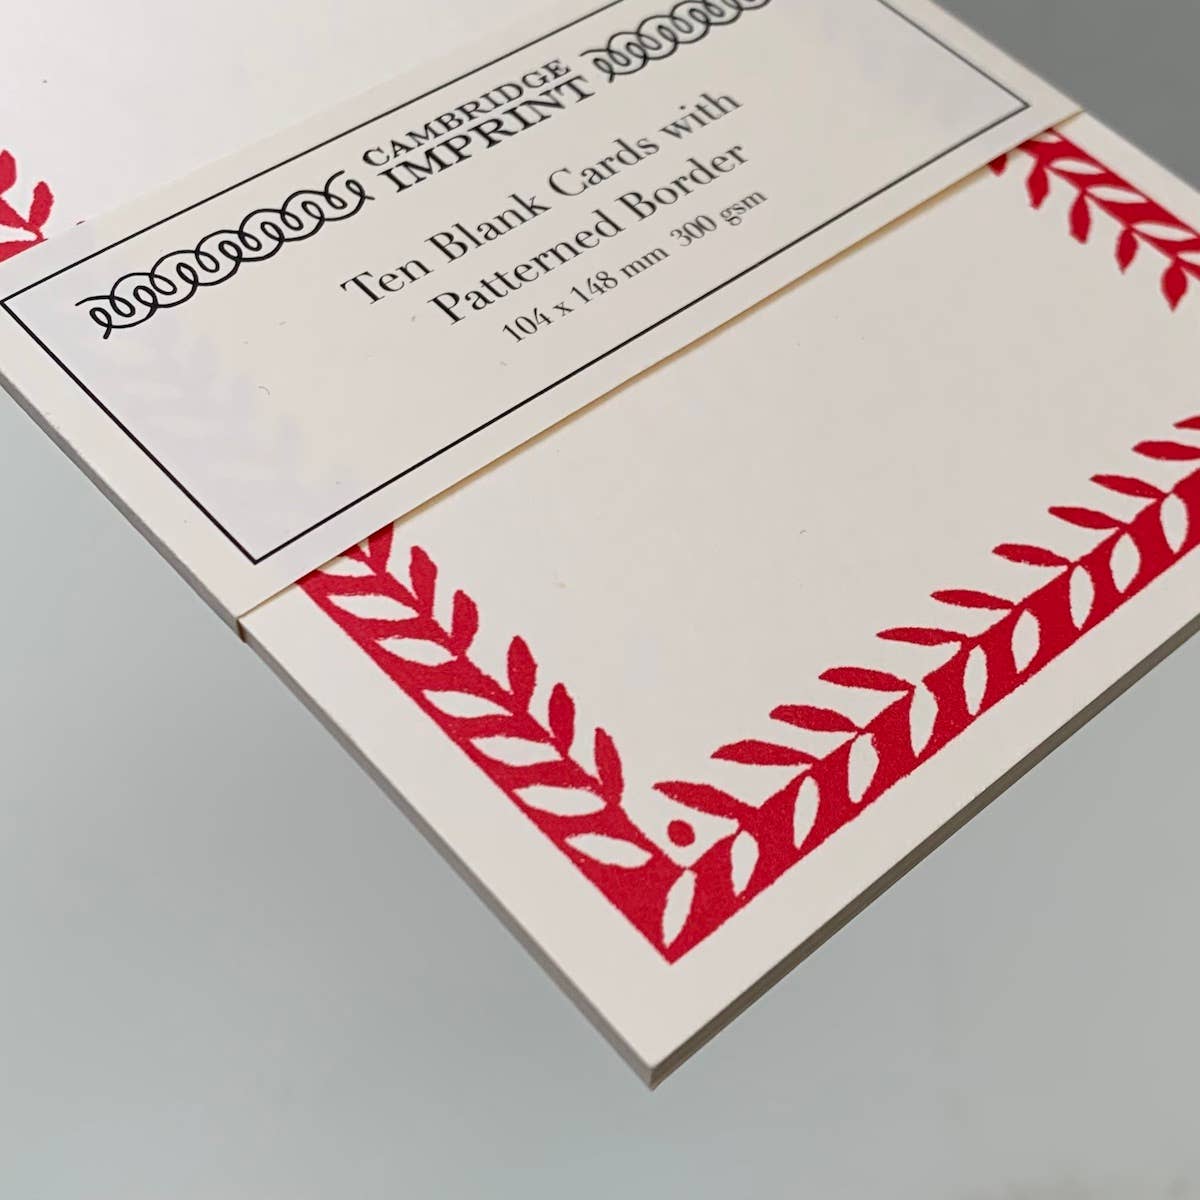 CAMBRIDGE
IMPRINT
Ten Blank Cards with
Patterned Border
104 x 148 mm 300 gsm